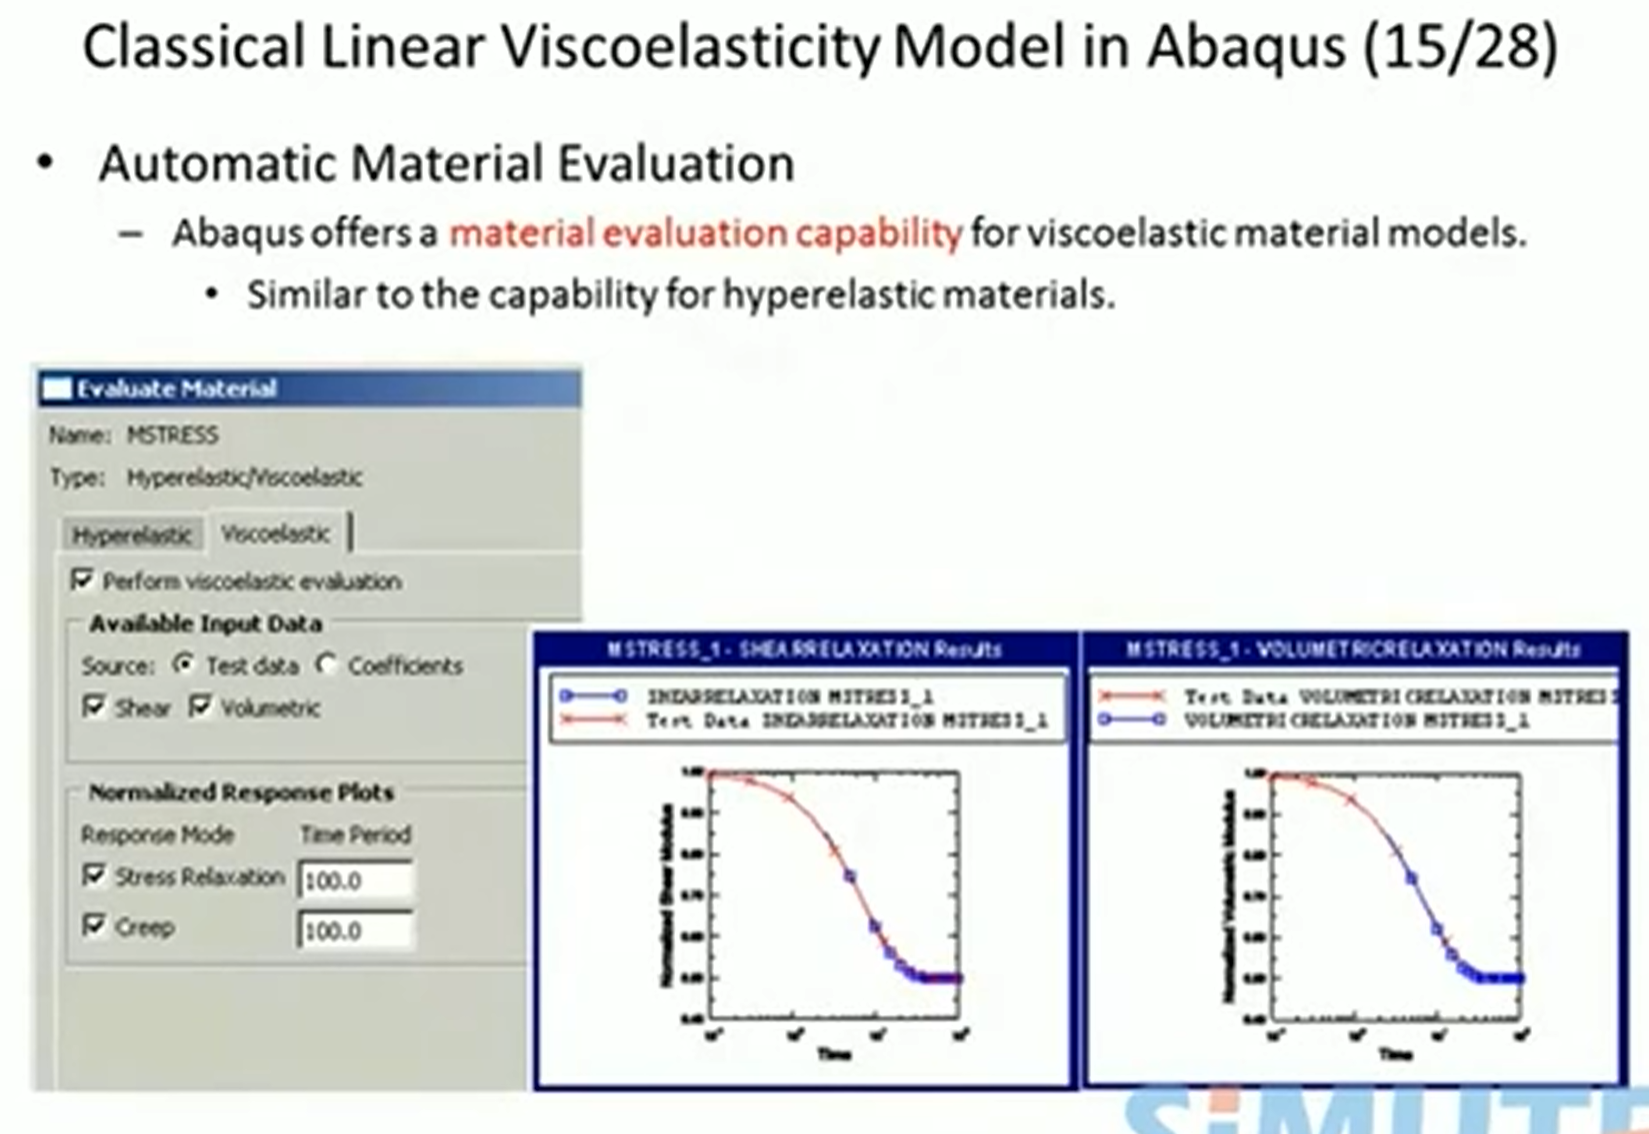 Classical Linear Viscoelasticity Model in Abaqus (15/28)
• Automatic Material Evaluation
– Abaqus offers a material evaluation capability for viscoelastic material models.
• Similar to the capability for hyperelastic materials.
Evaluate Material
Name: MSTRESS
Type: Hyperelastic/Viscoelastic
Hyperelastic Viscoelastic
Perform viscoelastic evaluation
Available Input Data
Source: Test data Coefficients
Shear Volumetric
Normalized Response Plots
Response Mode Time Period
Stress Relaxation 100.0
Creep 100.0
MSTRESS_1 - SHEARRELAXATION Results
SHEARRELAXATION MSTRESS_1
Test Data SHEARRELAXATION MSTRESS_1
Normalized Shear Modulus
Time
MSTRESS_1 - VOLUMETRICRELAXATION Results
Test Data VOLUMETRICRELAXATION MSTRES
VOLUMETRICRELAXATION MSTRESS_1
Normalized Volumetric Modulus
Time